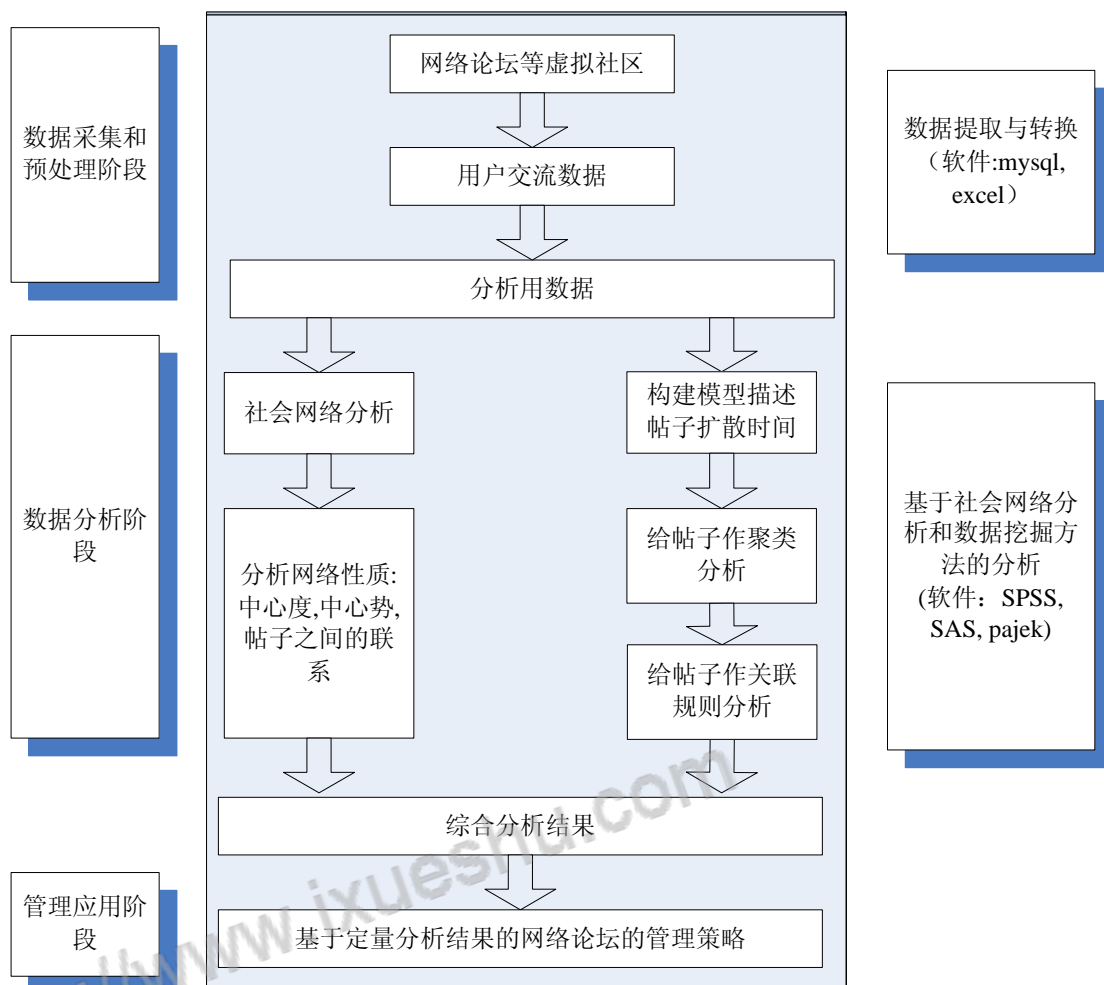 网络论坛等虚拟社区
数据采集和
预处理阶段
用户交流数据
数据提取与转换
（软件:mysql,
excel）
分析用数据
社会网络分析
构建模型描述
帖子扩散时间
数据分析阶
段
分析网络性质:
中心度,中心势,
帖子之间的联
系
给帖子作聚类
分析
给帖子作关联
规则分析
基于社会网络分
析和数据挖掘方
法的分析
(软件：SPSS,
SAS, pajek)
综合分析结果
管理应用阶
段
基于定量分析结果的网络论坛的管理策略
//www.ixueshu.com